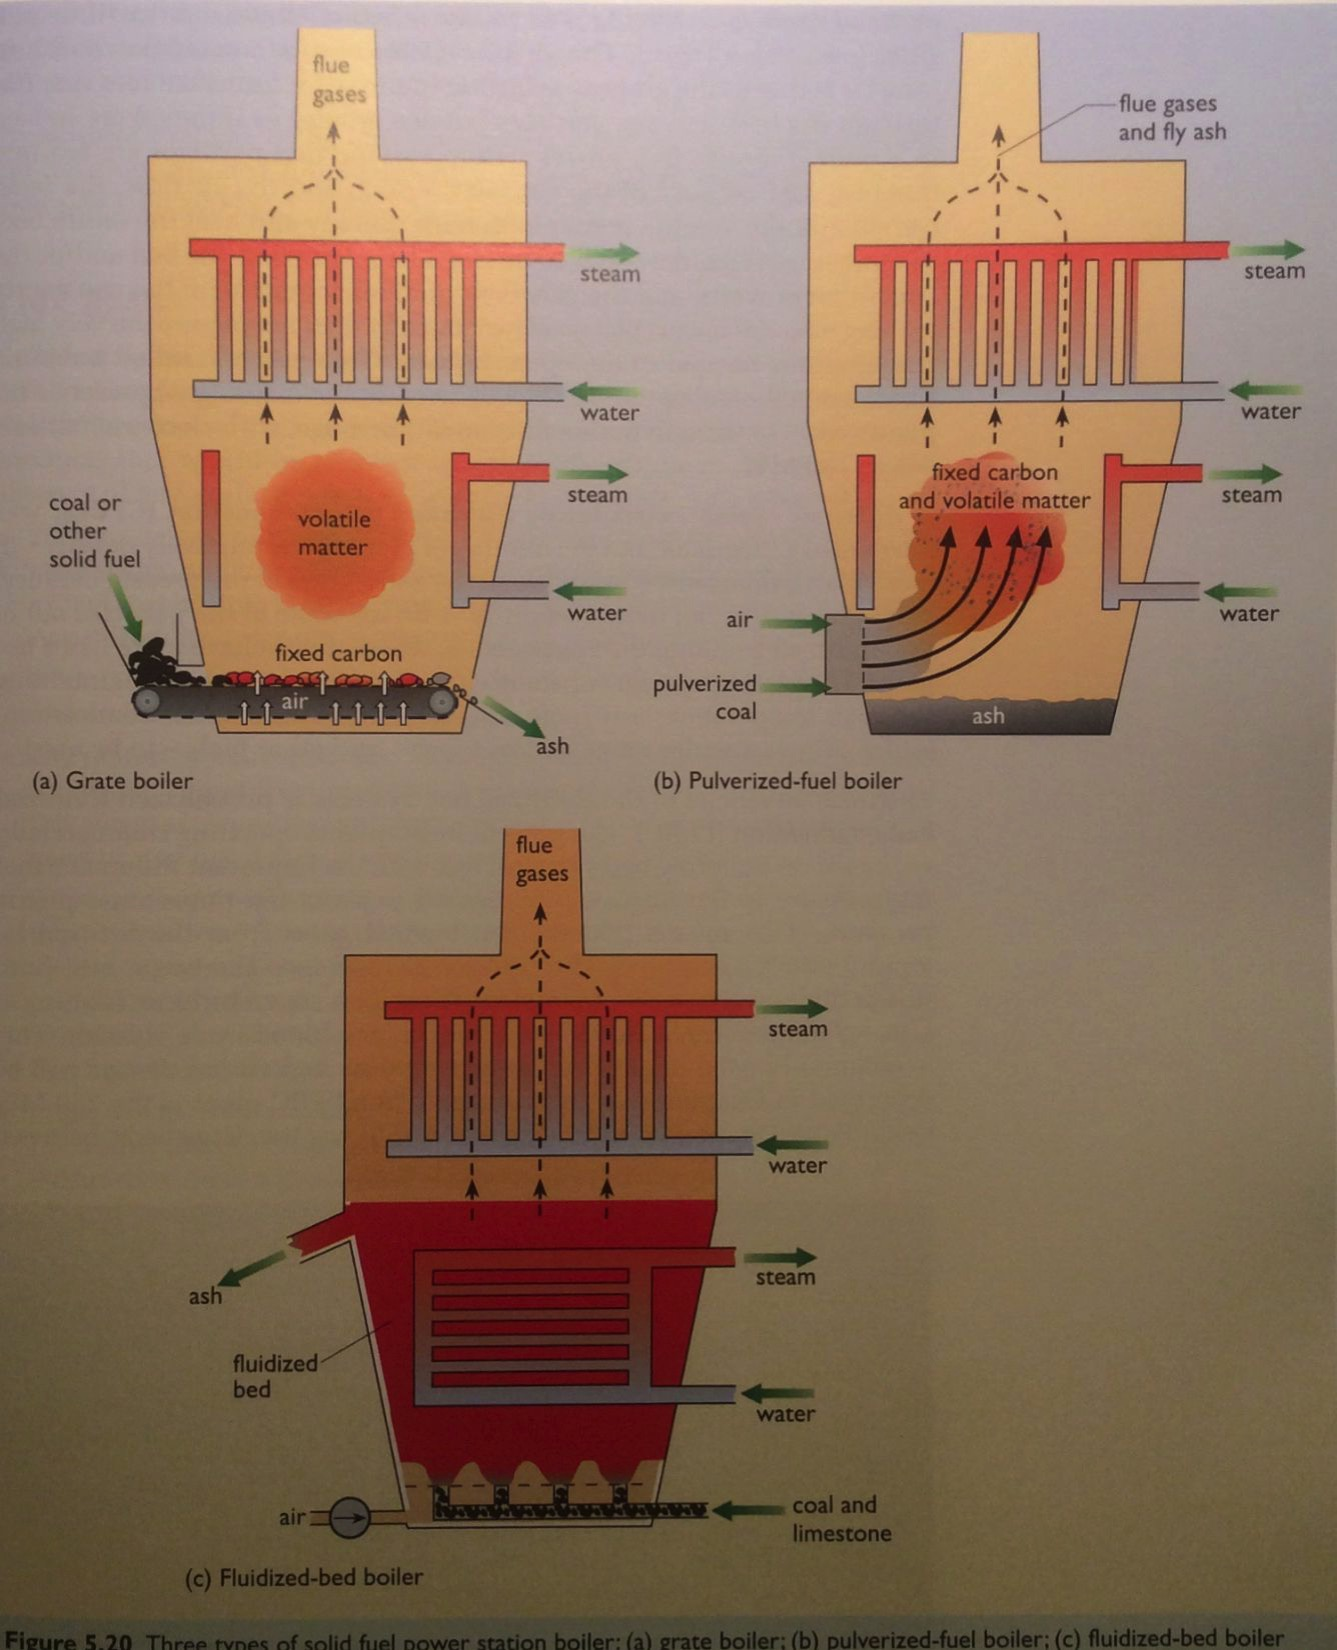 flue
gases
steam
water
coal or
other
solid fuel
volatile
matter
steam
water
fixed carbon
air
ash
(a) Grate boiler
flue gases
and fly ash
steam
water
fixed carbon
and volatile matter
steam
water
air
pulverized
coal
ash
(b) Pulverized-fuel boiler
flue
gases
steam
water
ash
steam
fluidized
bed
water
air
coal and
limestone
(c) Fluidized-bed boiler
Figure 5.20 Three types of solid fuel power station boiler: (a) grate boiler; (b) pulverized-fuel boiler; (c) fluidized-bed boiler